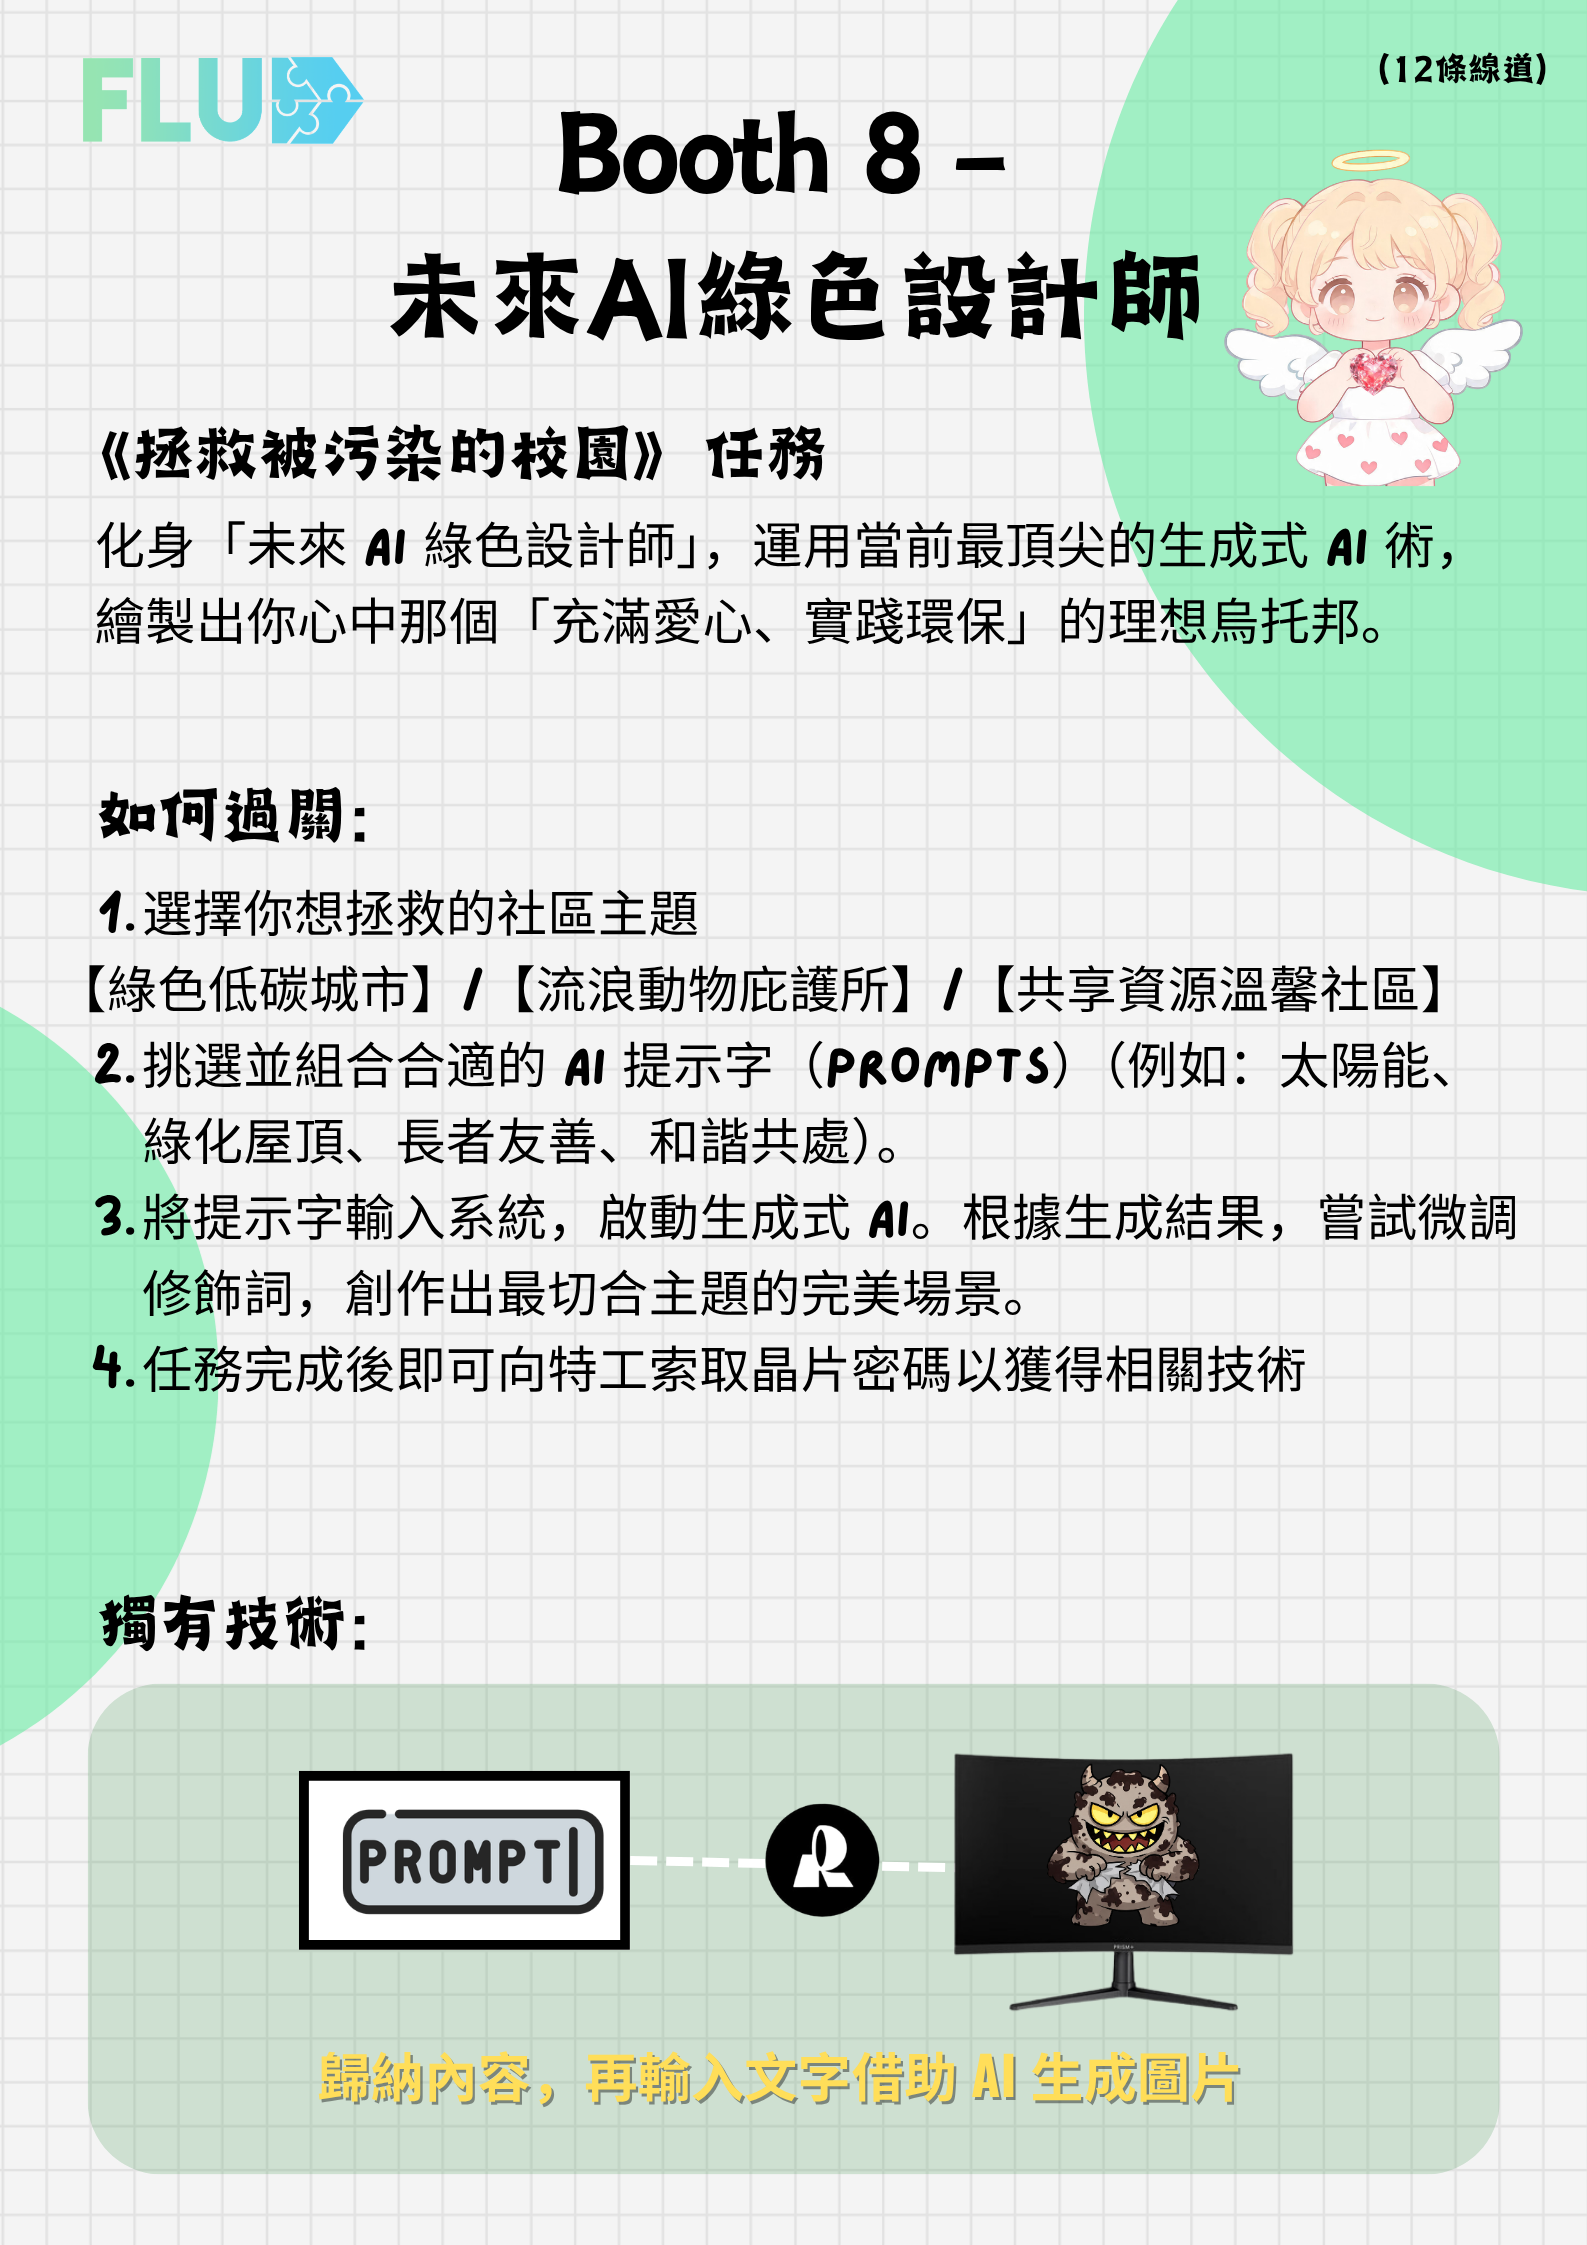 FLUX
(12條線道)
Booth 8 -
未來AI綠色設計師
《拯救被污染的校園》 任務
化身「未來 AI 綠色設計師」，運用當前最頂尖的生成式 AI 術，
繪製出你心中那個「充滿愛心、實踐環保」的理想烏托邦。
如何過關：
1.選擇你想拯救的社區主題
【綠色低碳城市】/【流浪動物庇護所】/【共享資源溫馨社區】
2.挑選並組合合適的 AI 提示字（PROMPTS）（例如：太陽能、
綠化屋頂、長者友善、和諧共處）。
3.將提示字輸入系統，啟動生成式 AI。根據生成結果，嘗試微調
修飾詞，創作出最切合主題的完美場景。
4.任務完成後即可向特工索取晶片密碼以獲得相關技術
獨有技術：
PROMPT
R
PRISM+
歸納內容，再輸入文字借助 AI 生成圖片